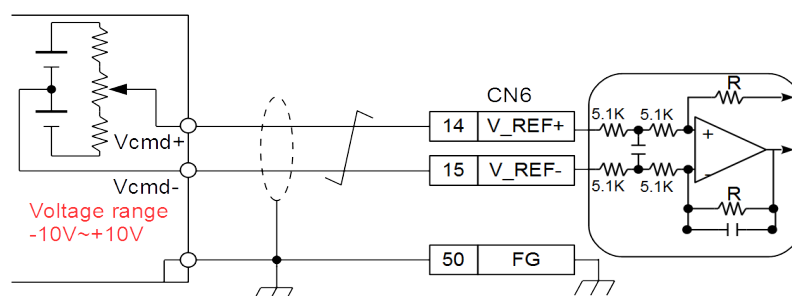 CN6
R
5.1K 5.1K
14 V_REF+
+
Vcmd+
15 V_REF-
-
Vcmd-
5.1K 5.1K
R
Voltage range
-10V~+10V
50 FG